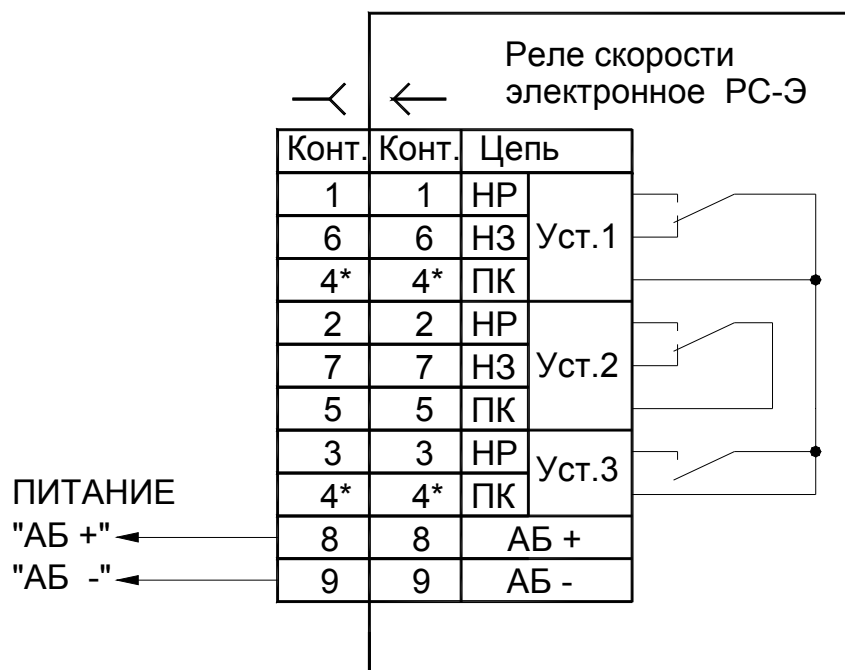 Реле скорости
электронное РС-Э
Конт. Конт. Цепь
1 1 НР
6 6 НЗ Уст.1
4* 4* ПК
2 2 НР
7 7 НЗ Уст.2
5 5 ПК
3 3 НР Уст.3
4* 4* ПК
ПИТАНИЕ
"АБ +" 8 8 АБ +
"АБ -" 9 9 АБ -